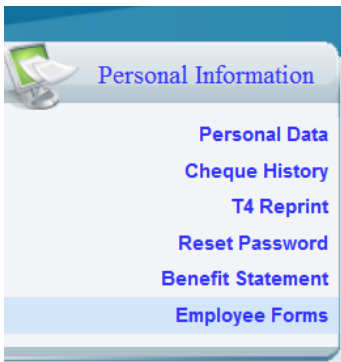 Personal Information
Personal Data
Cheque History
T4 Reprint
Reset Password
Benefit Statement
Employee Forms